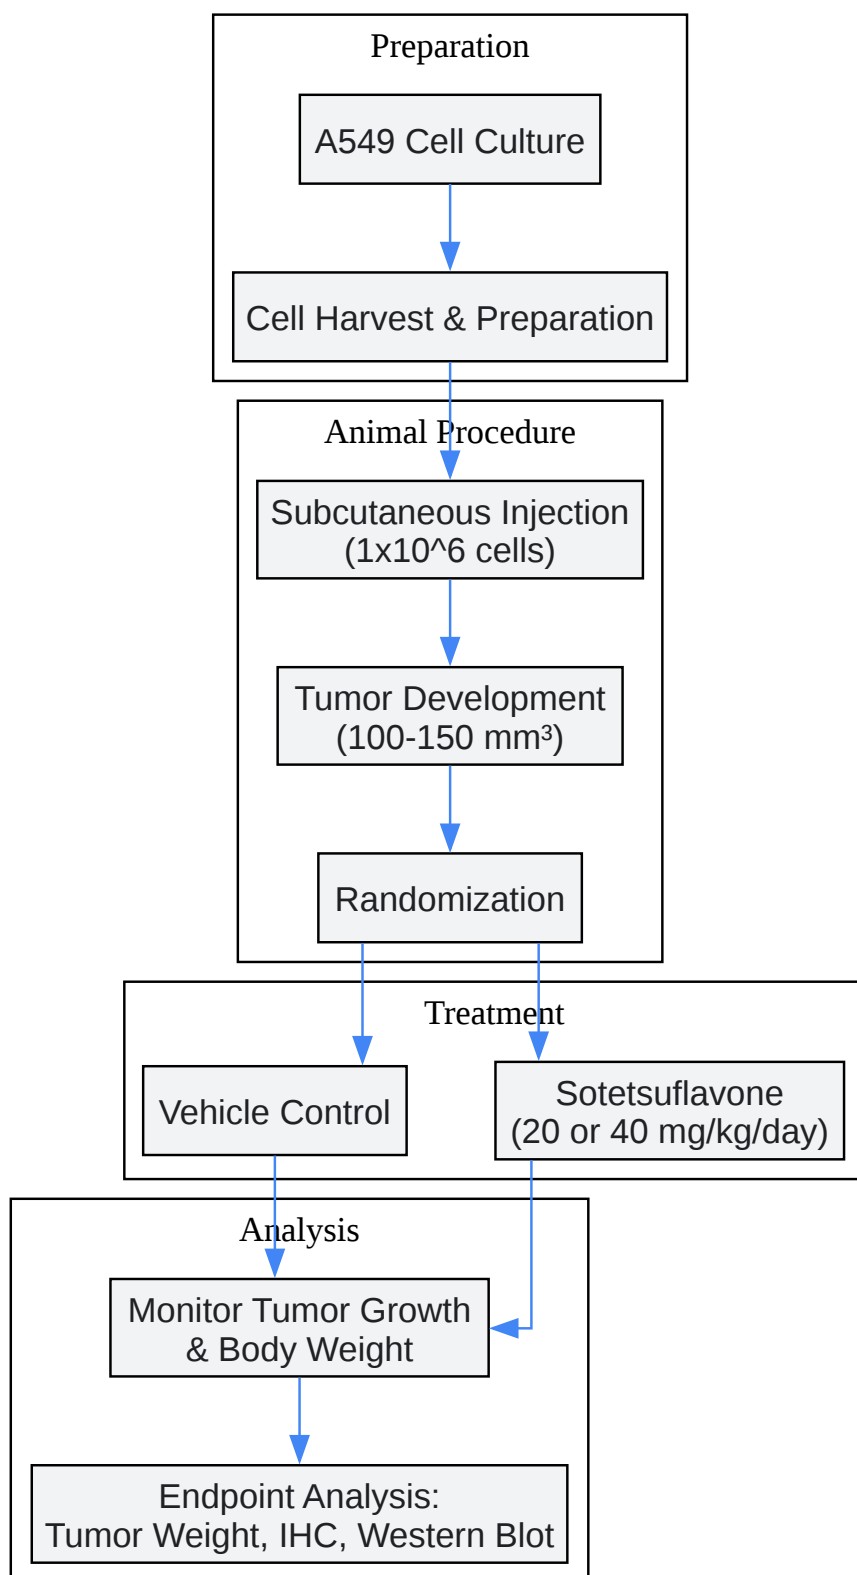 Preparation
A549 Cell Culture
Cell Harvest & Preparation
Animal Procedure
Subcutaneous Injection
(1x10^6 cells)
Tumor Development
(100-150 mm³)
Randomization
Treatment
Vehicle Control
Sotetsuflavone
(20 or 40 mg/kg/day)
Analysis
Monitor Tumor Growth
& Body Weight
Endpoint Analysis:
Tumor Weight, IHC, Western Blot